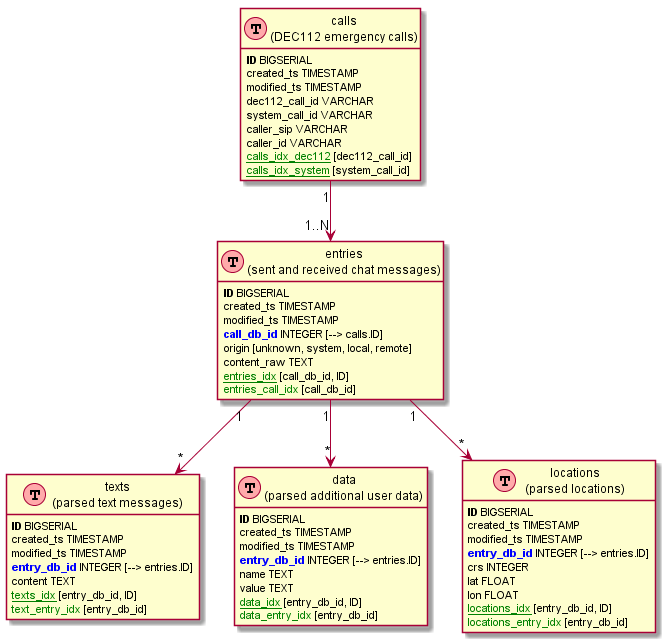 T calls
(DEC112 emergency calls)
ID BIGSERIAL
created_ts TIMESTAMP
modified_ts TIMESTAMP
dec112_call_id VARCHAR
system_call_id VARCHAR
caller_sip VARCHAR
caller_id VARCHAR
calls_idx_dec112 [dec112_call_id]
calls_idx_system [system_call_id]
1
1..N
T entries
(sent and received chat messages)
ID BIGSERIAL
created_ts TIMESTAMP
modified_ts TIMESTAMP
call_db_id INTEGER [--> calls.ID]
origin [unknown, system, local, remote]
content_raw TEXT
entries_idx [call_db_id, ID]
entries_call_idx [call_db_id]
1
*
1
*
1
*
T texts
(parsed text messages)
ID BIGSERIAL
created_ts TIMESTAMP
modified_ts TIMESTAMP
entry_db_id INTEGER [--> entries.ID]
content TEXT
texts_idx [entry_db_id, ID]
text_entry_idx [entry_db_id]
T data
(parsed additional user data)
ID BIGSERIAL
created_ts TIMESTAMP
modified_ts TIMESTAMP
entry_db_id INTEGER [--> entries.ID]
name TEXT
value TEXT
data_idx [entry_db_id, ID]
data_entry_idx [entry_db_id]
T locations
(parsed locations)
ID BIGSERIAL
created_ts TIMESTAMP
modified_ts TIMESTAMP
entry_db_id INTEGER [--> entries.ID]
crs INTEGER
lat FLOAT
lon FLOAT
locations_idx [entry_db_id, ID]
locations_entry_idx [entry_db_id]